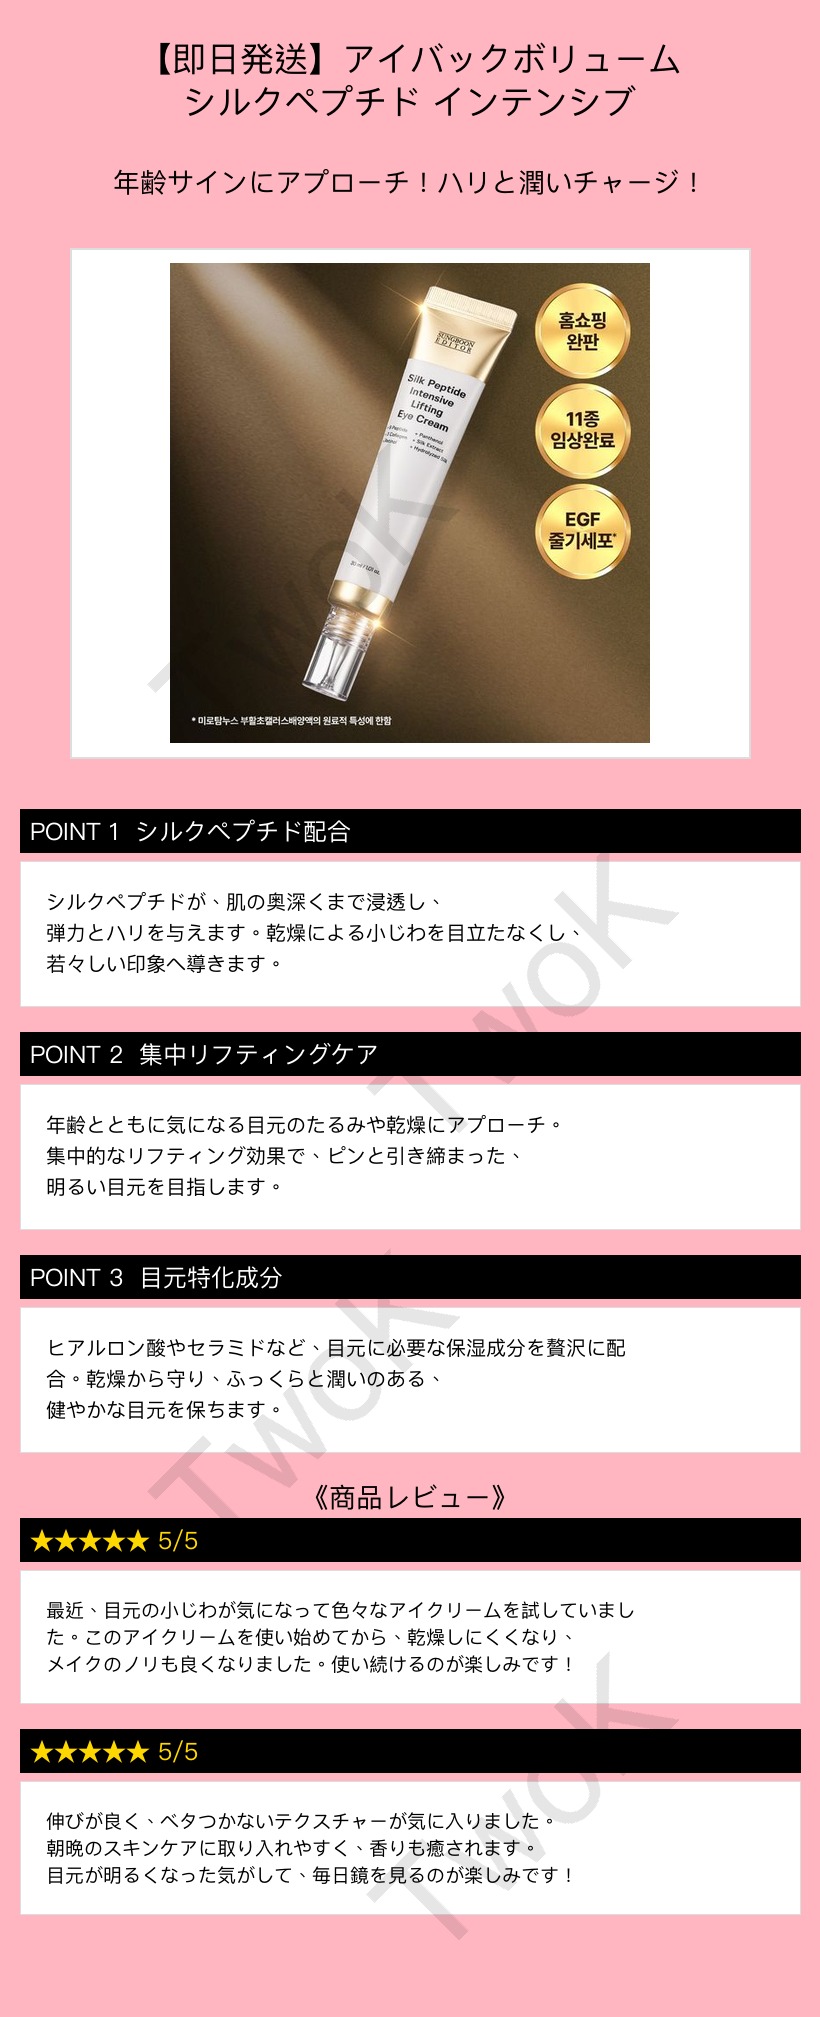 【即日発送】アイバックボリューム
シルクペプチド インテンシブ
年齢サインにアプローチ！ハリと潤いチャージ！
SUNGBOON
EDITOR
Silk Peptide
Intensive
Lifting
Eye Cream
+ Panthenol
+ Silk Extract
+ Hydrolyzed Silk
홈쇼핑
완판
11종
임상완료
EGF
줄기세포*
* 미로탐누스 부활초캘러스배양액의 원료적 특성에 한함
POINT 1 シルクペプチド配合
シルクペプチドが、肌の奥深くまで浸透し、
弾力とハリを与えます。乾燥による小じわを目立たなくし、
若々しい印象へ導きます。
POINT 2 集中リフティングケア
年齢とともに気になる目元のたるみや乾燥にアプローチ。
集中的なリフティング効果で、ピンと引き締まった、
明るい目元を目指します。
POINT 3 目元特化成分
ヒアルロン酸やセラミドなど、目元に必要な保湿成分を贅沢に配
合。乾燥から守り、ふっくらと潤いのある、
健やかな目元を保ちます。
《商品レビュー》
★★★★★ 5/5
最近、目元の小じわが気になって色々なアイクリームを試していまし
た。このアイクリームを使い始めてから、乾燥しにくくなり、
メイクのノリも良くなりました。使い続けるのが楽しみです！
★★★★★ 5/5
伸びが良く、ベタつかないテクスチャーが気に入りました。
朝晩のスキンケアに取り入れやすく、香りも癒されます。
目元が明るくなった気がして、毎日鏡を見るのが楽しみです！
TwoK
TwoK
TwoK
TwoK